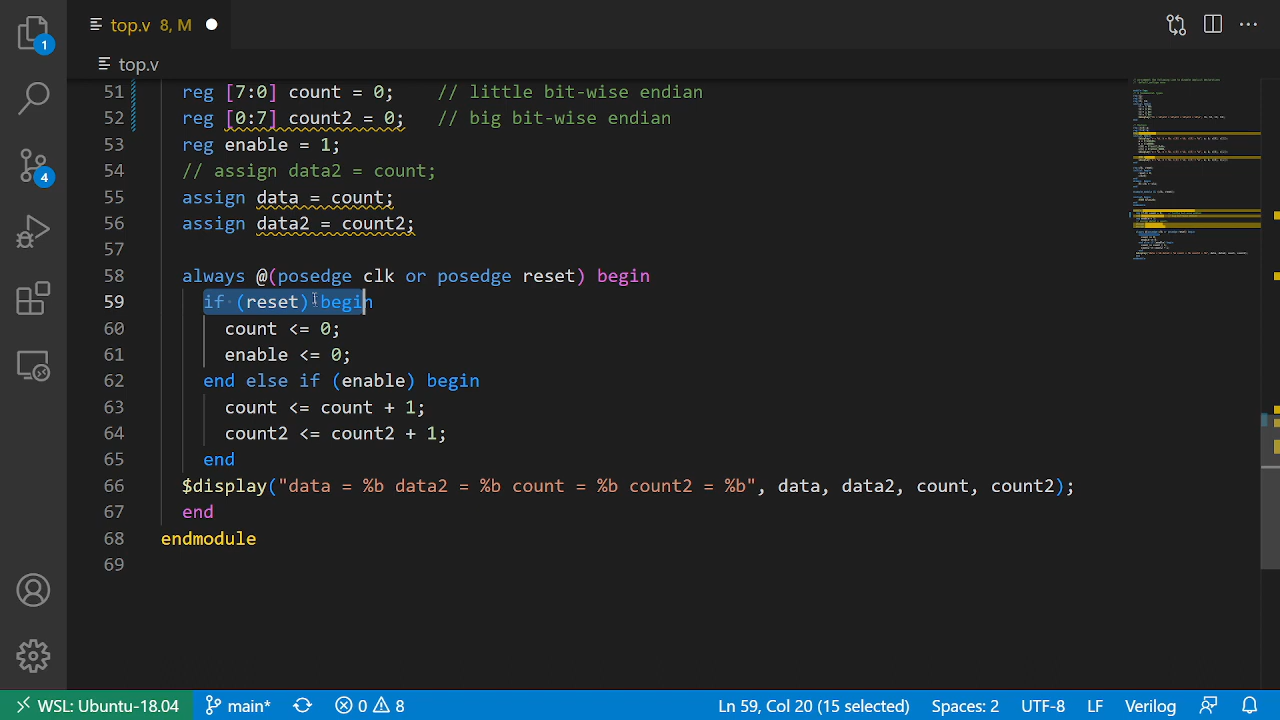 top.v 8, M
1
top.v
4
51 reg [7:0] count = 0; // little bit-wise endian
52 reg [0:7] count2 = 0; // big bit-wise endian
53 reg enable = 1;
54 // assign data2 = count;
55 assign data = count;
56 assign data2 = count2;
57
58 always @(posedge clk or posedge reset) begin
59 if (reset) begin
60 count <= 0;
61 enable <= 0;
62 end else if (enable) begin
63 count <= count + 1;
64 count2 <= count2 + 1;
65 end
66 $display("data = %b data2 = %b count = %b count2 = %b", data, data2, count, count2);
67 end
68 endmodule
69
WSL: Ubuntu-18.04 main* 0 8 Ln 59, Col 20 (15 selected) Spaces: 2 UTF-8 LF Verilog